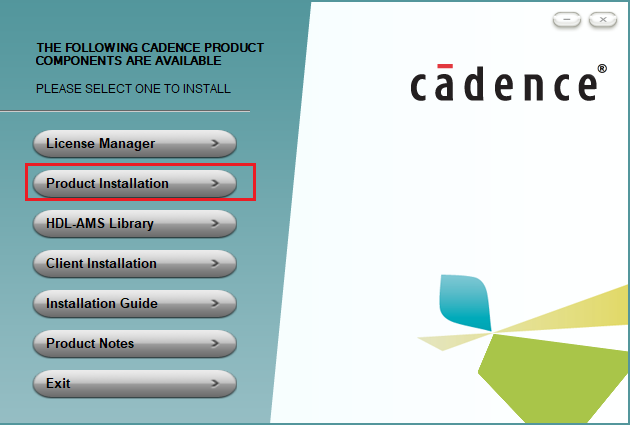 THE FOLLOWING CADENCE PRODUCT
COMPONENTS ARE AVAILABLE
PLEASE SELECT ONE TO INSTALL
License Manager
Product Installation
HDL-AMS Library
Client Installation
Installation Guide
Product Notes
Exit
cādence®